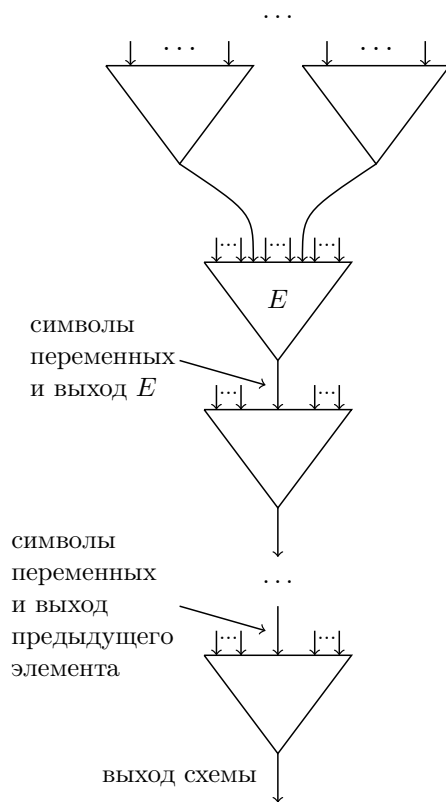 ...
... ...
... ... ...
E
символы
переменных
и выход E
... ...
символы
переменных
и выход
предыдущего
элемента
...
... ...
выход схемы